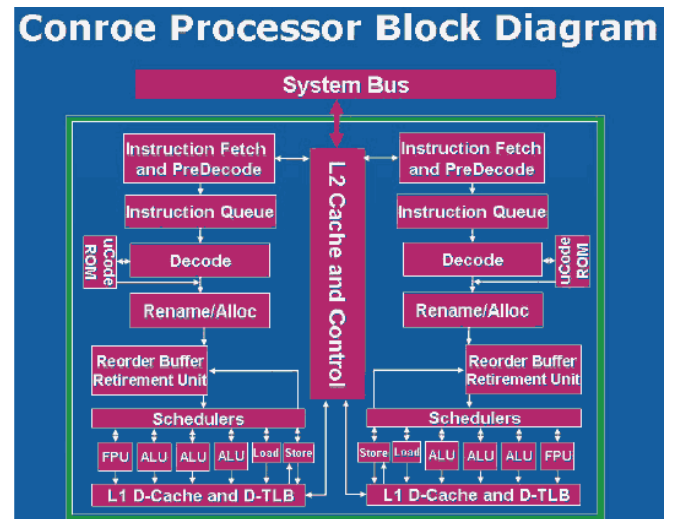 Conroe Processor Block Diagram
System Bus
Instruction Fetch
and PreDecode
Instruction Queue
uCode
ROM
Decode
Rename/Alloc
Reorder Buffer
Retirement Unit
Schedulers
FPU
ALU
ALU
ALU
Load
Store
L1 D-Cache and D-TLB
L2 Cache and Control
Instruction Fetch
and PreDecode
Instruction Queue
Decode
uCode
ROM
Rename/Alloc
Reorder Buffer
Retirement Unit
Schedulers
Store
Load
ALU
ALU
ALU
FPU
L1 D-Cache and D-TLB